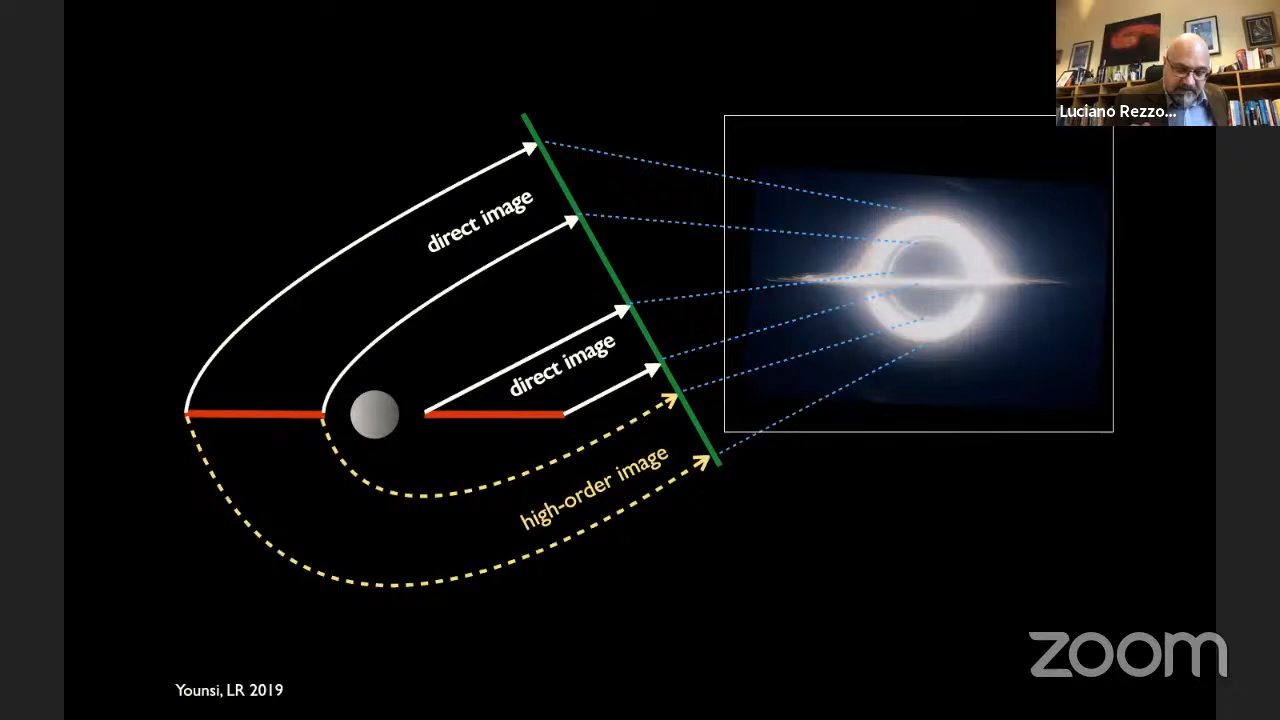 Luciano Rezzo...
direct image
direct image
high-order image
Younsi, LR 2019
zoom